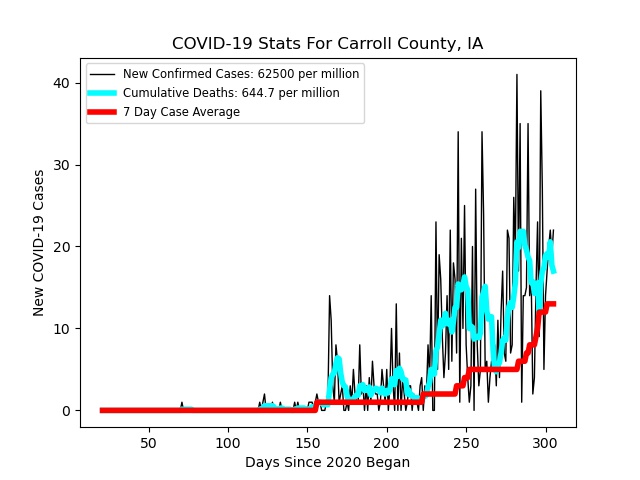 COVID-19 Stats For Carroll County, IA
New Confirmed Cases: 62500 per million
Cumulative Deaths: 644.7 per million
7 Day Case Average
New COVID-19 Cases
40
30
20
10
0
50 100 150 200 250 300
Days Since 2020 Began